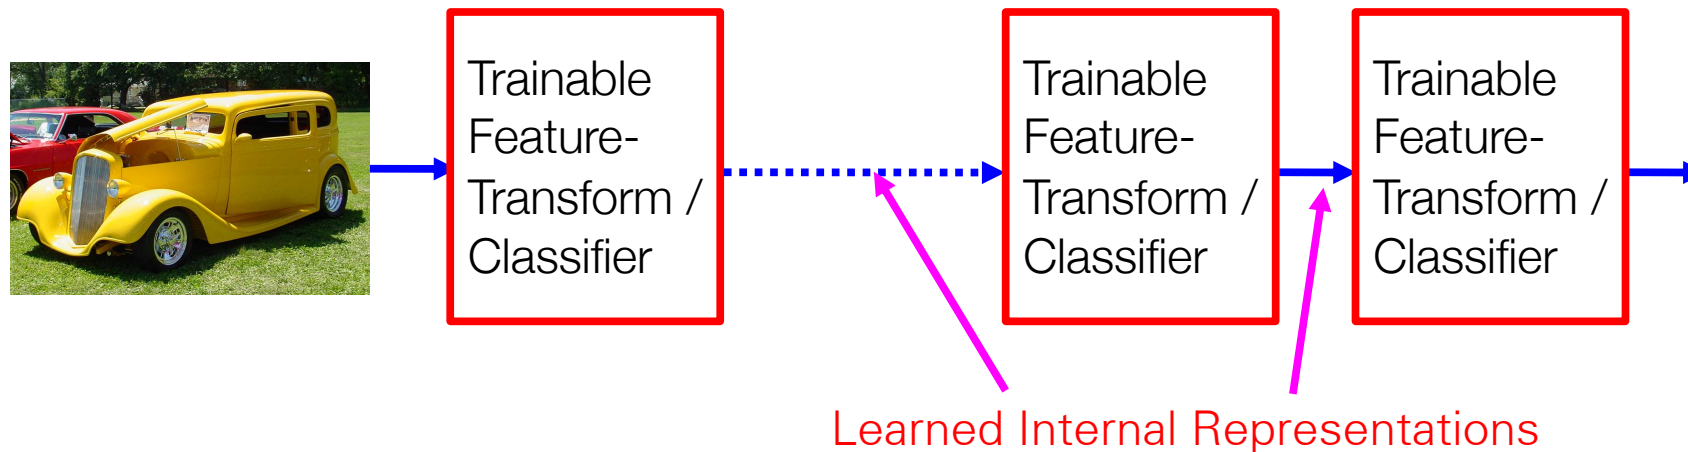 Trainable
Feature-
Transform /
Classifier
Trainable
Feature-
Transform /
Classifier
Trainable
Feature-
Transform /
Classifier
Learned Internal Representations